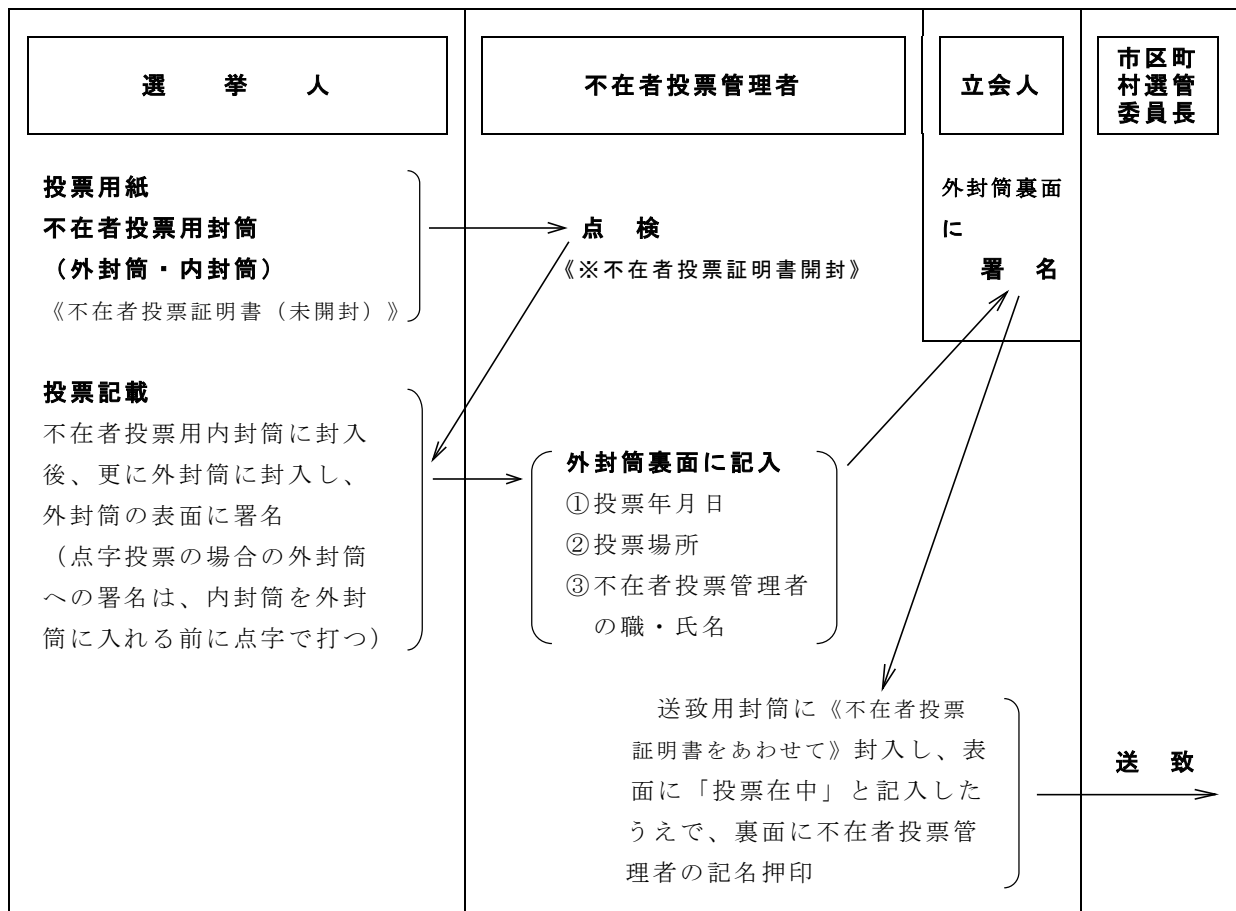 選挙人
不在者投票管理者
立会人
市区町
村選管
委員長
投票用紙
不在者投票用封筒
（外封筒・内封筒）
《不在者投票証明書（未開封）》
点検
《※不在者投票証明書開封》
外封筒裏面
に
署名
投票記載
不在者投票用内封筒に封入
後、更に外封筒に封入し、
外封筒の表面に署名
（点字投票の場合の外封筒
への署名は、内封筒を外封
筒に入れる前に点字で打つ）
外封筒裏面に記入
①投票年月日
②投票場所
③不在者投票管理者
の職・氏名
送致用封筒に《不在者投票
証明書をあわせて》封入し、表
面に「投票在中」と記入した
うえで、裏面に不在者投票管
理者の記名押印
送致